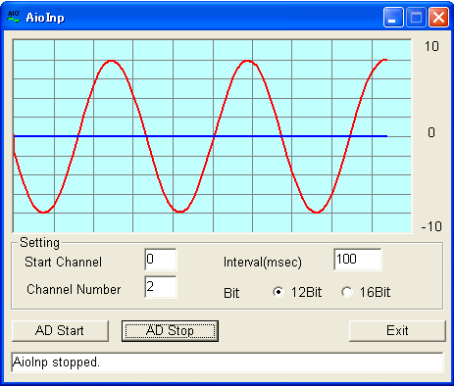 AIO AioInp
10
0
-10
Setting
Start Channel 0 Interval(msec) 100
Channel Number 2 Bit 12Bit 16Bit
AD Start AD Stop Exit
AioInp stopped.